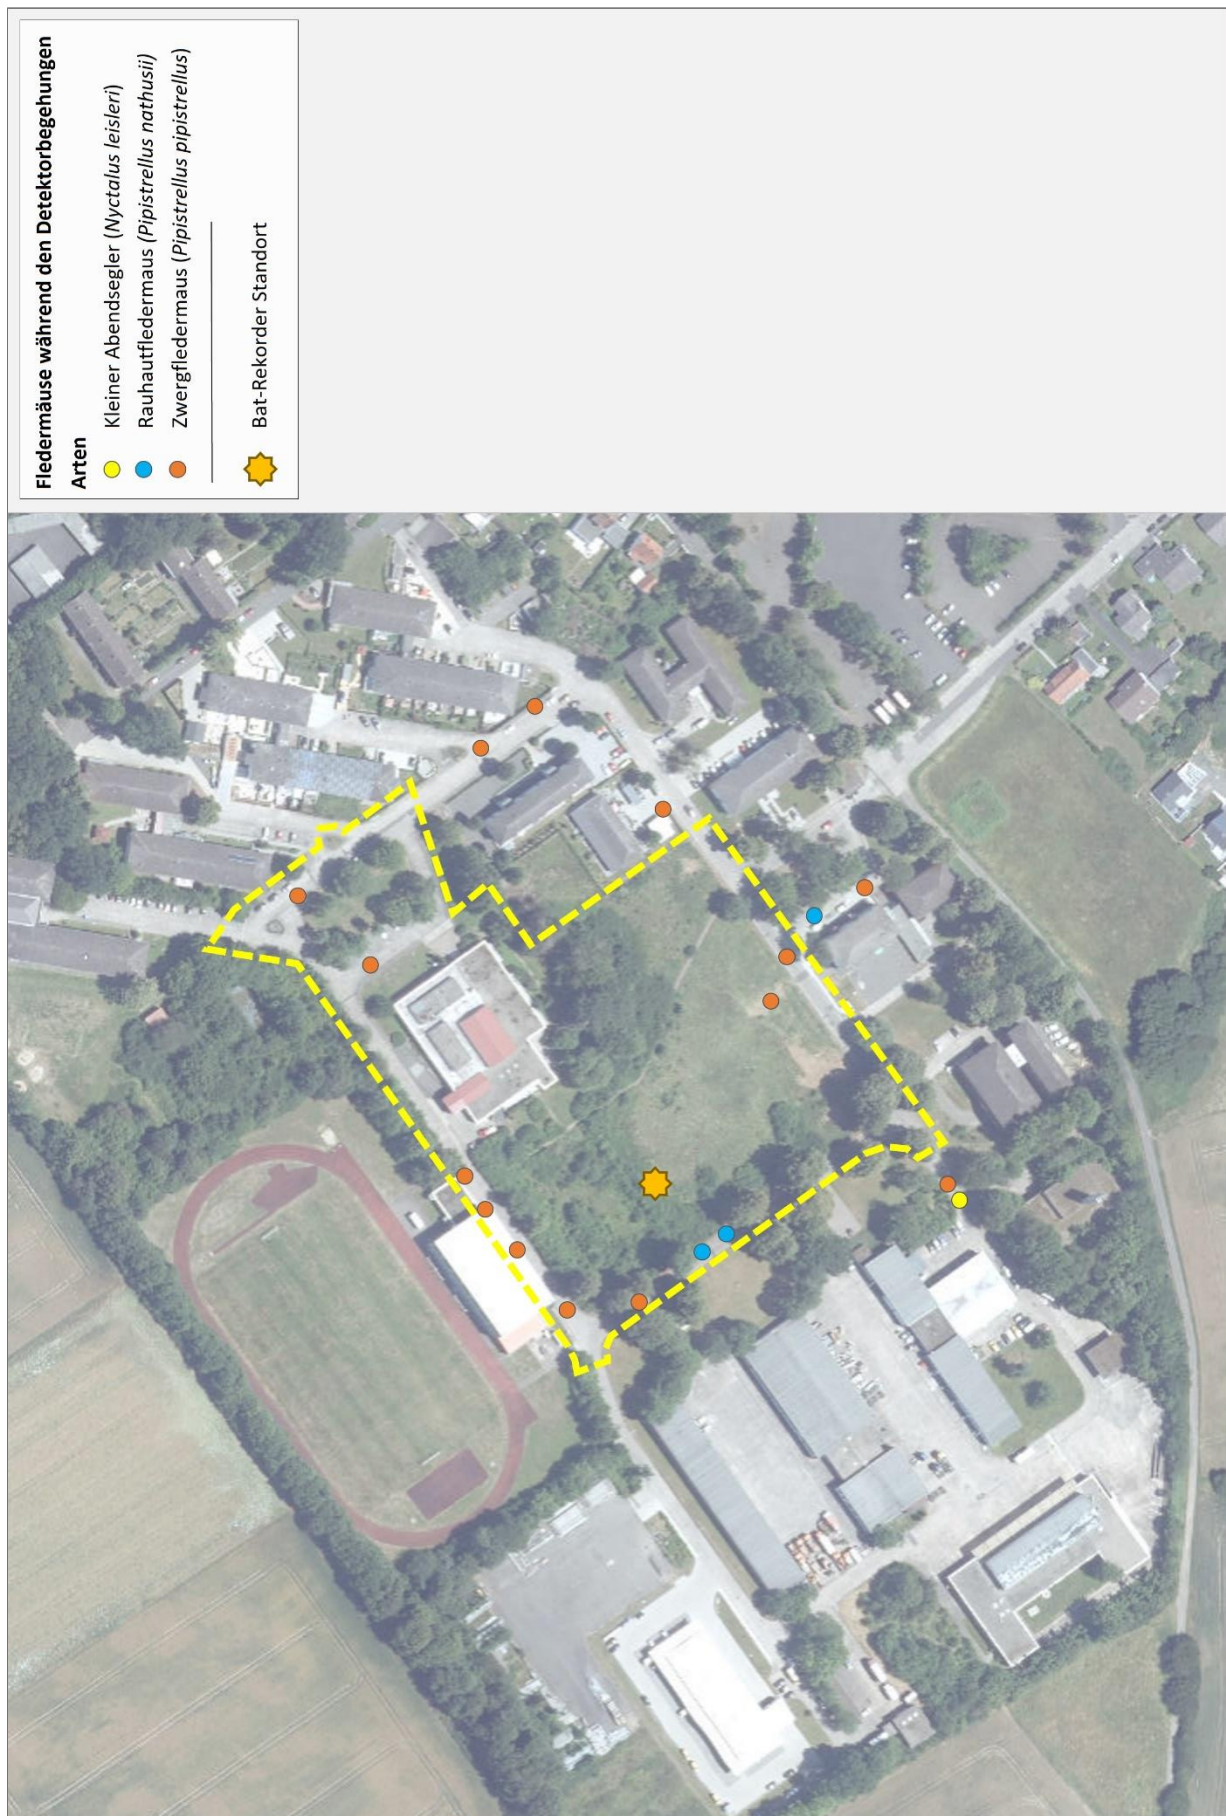 Fledermäuse während den Detektorbegehungen
Arten
Kleiner Abendsegler (Nyctalus leisleri)
Rauhautfledermaus (Pipistrellus nathusii)
Zwergfledermaus (Pipistrellus pipistrellus)
Bat-Rekorder Standort